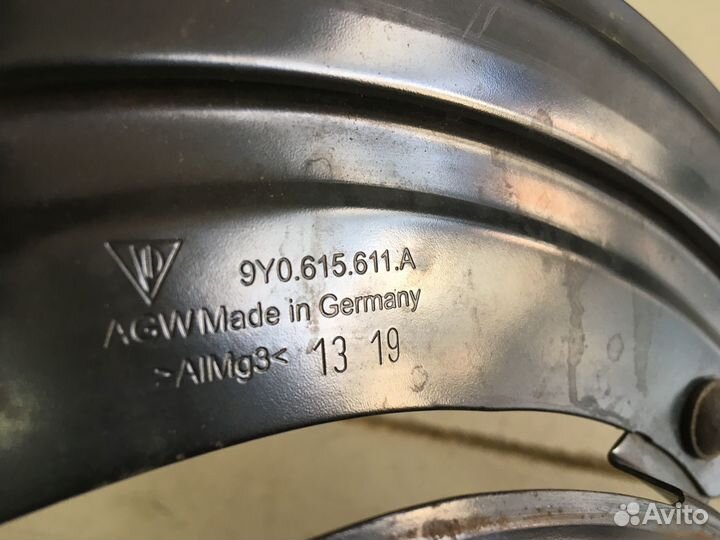 9Y0.615.611.A
AGW Made in Germany
>AlMg3< 13 19
Avito